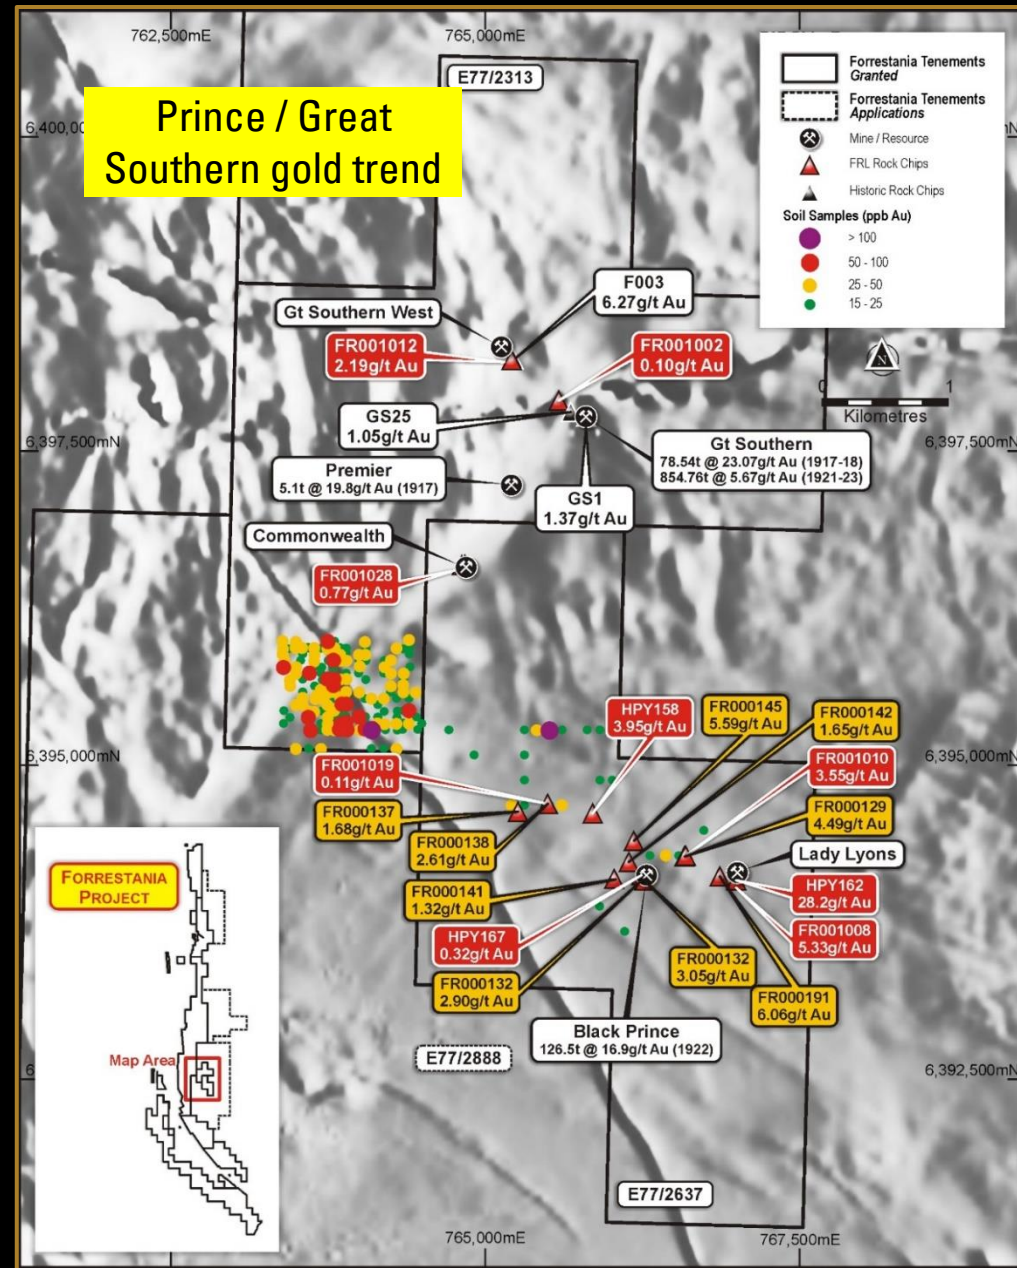 762,500mE
765,000mE
E77/2313
Prince / Great
Southern gold trend
Forrestania Tenements
Granted
Forrestania Tenements
Applications
Mine / Resource
FRL Rock Chips
Historic Rock Chips
Soil Samples (ppb Au)
> 100
50 - 100
25 - 50
15 - 25
N
0 1
Kilometres
F003
6.27g/t Au
Gt Southern West
FR001012
2.19g/t Au
FR001002
0.10g/t Au
GS25
1.05g/t Au
6,397,500mN
6,397,500mN
Gt Southern
78.54t @ 23.07g/t Au (1917-18)
854.76t @ 5.67g/t Au (1921-23)
Premier
5.1t @ 19.8g/t Au (1917)
GS1
1.37g/t Au
Commonwealth
FR001028
0.77g/t Au
HPY158
3.95g/t Au
FR000145
5.59g/t Au
FR000142
1.65g/t Au
6,395,000mN
6,395,000mN
FR001019
0.11g/t Au
FR001010
3.55g/t Au
FR000137
1.68g/t Au
FR000129
4.49g/t Au
FR000138
2.61g/t Au
Lady Lyons
FR000141
1.32g/t Au
HPY162
28.2g/t Au
HPY167
0.32g/t Au
FR001008
5.33g/t Au
FR000132
3.05g/t Au
FR000132
2.90g/t Au
FR000191
6.06g/t Au
Black Prince
126.5t @ 16.9g/t Au (1922)
E77/2888
6,392,500mN
E77/2637
FORRESTANIA
PROJECT
Map Area
765,000mE
767,500mE